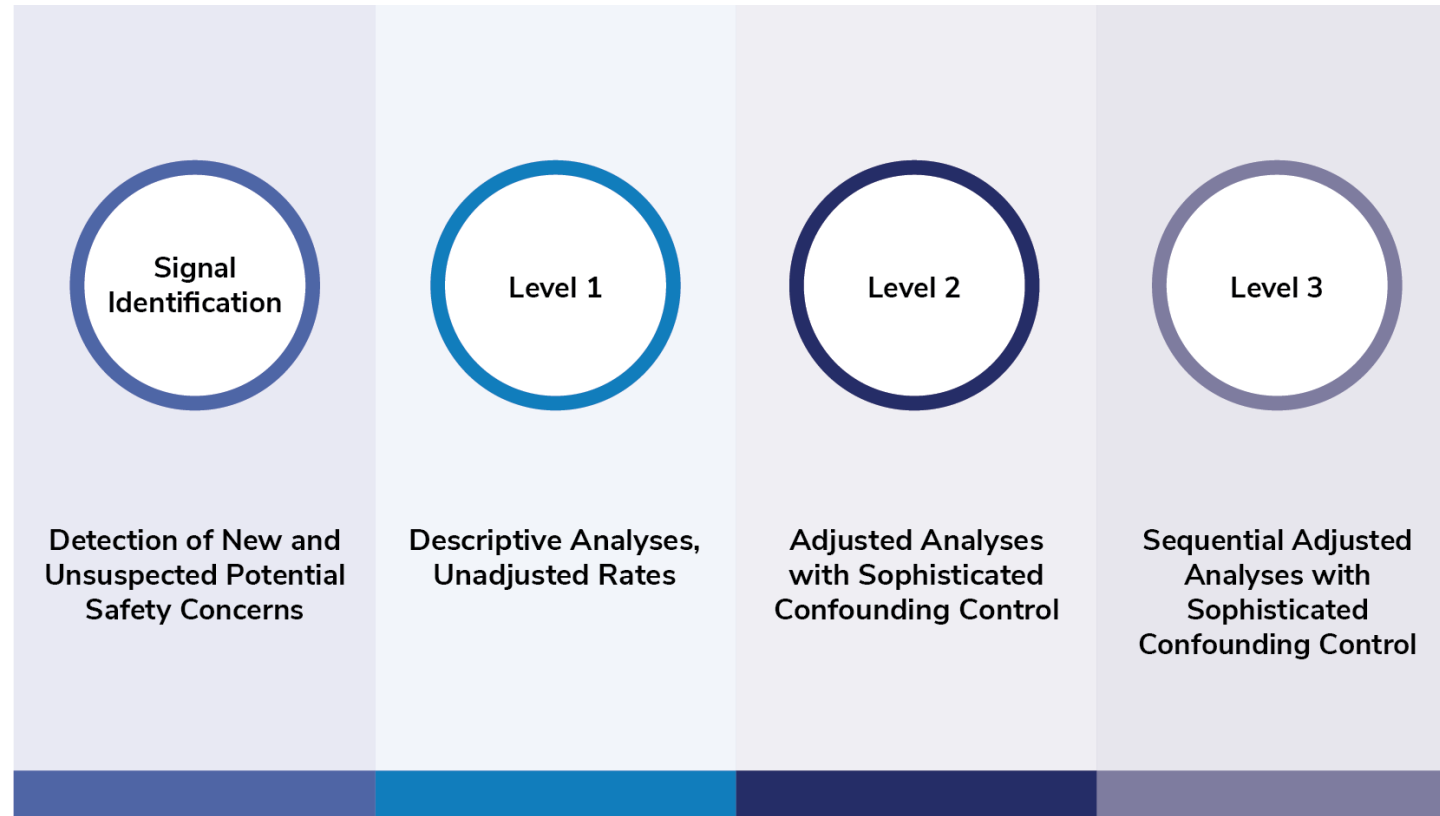 Signal
Identification
Level 1
Level 2
Level 3
Detection of New and
Unsuspected Potential
Safety Concerns
Descriptive Analyses,
Unadjusted Rates
Adjusted Analyses
with Sophisticated
Confounding Control
Sequential Adjusted
Analyses with
Sophisticated
Confounding Control